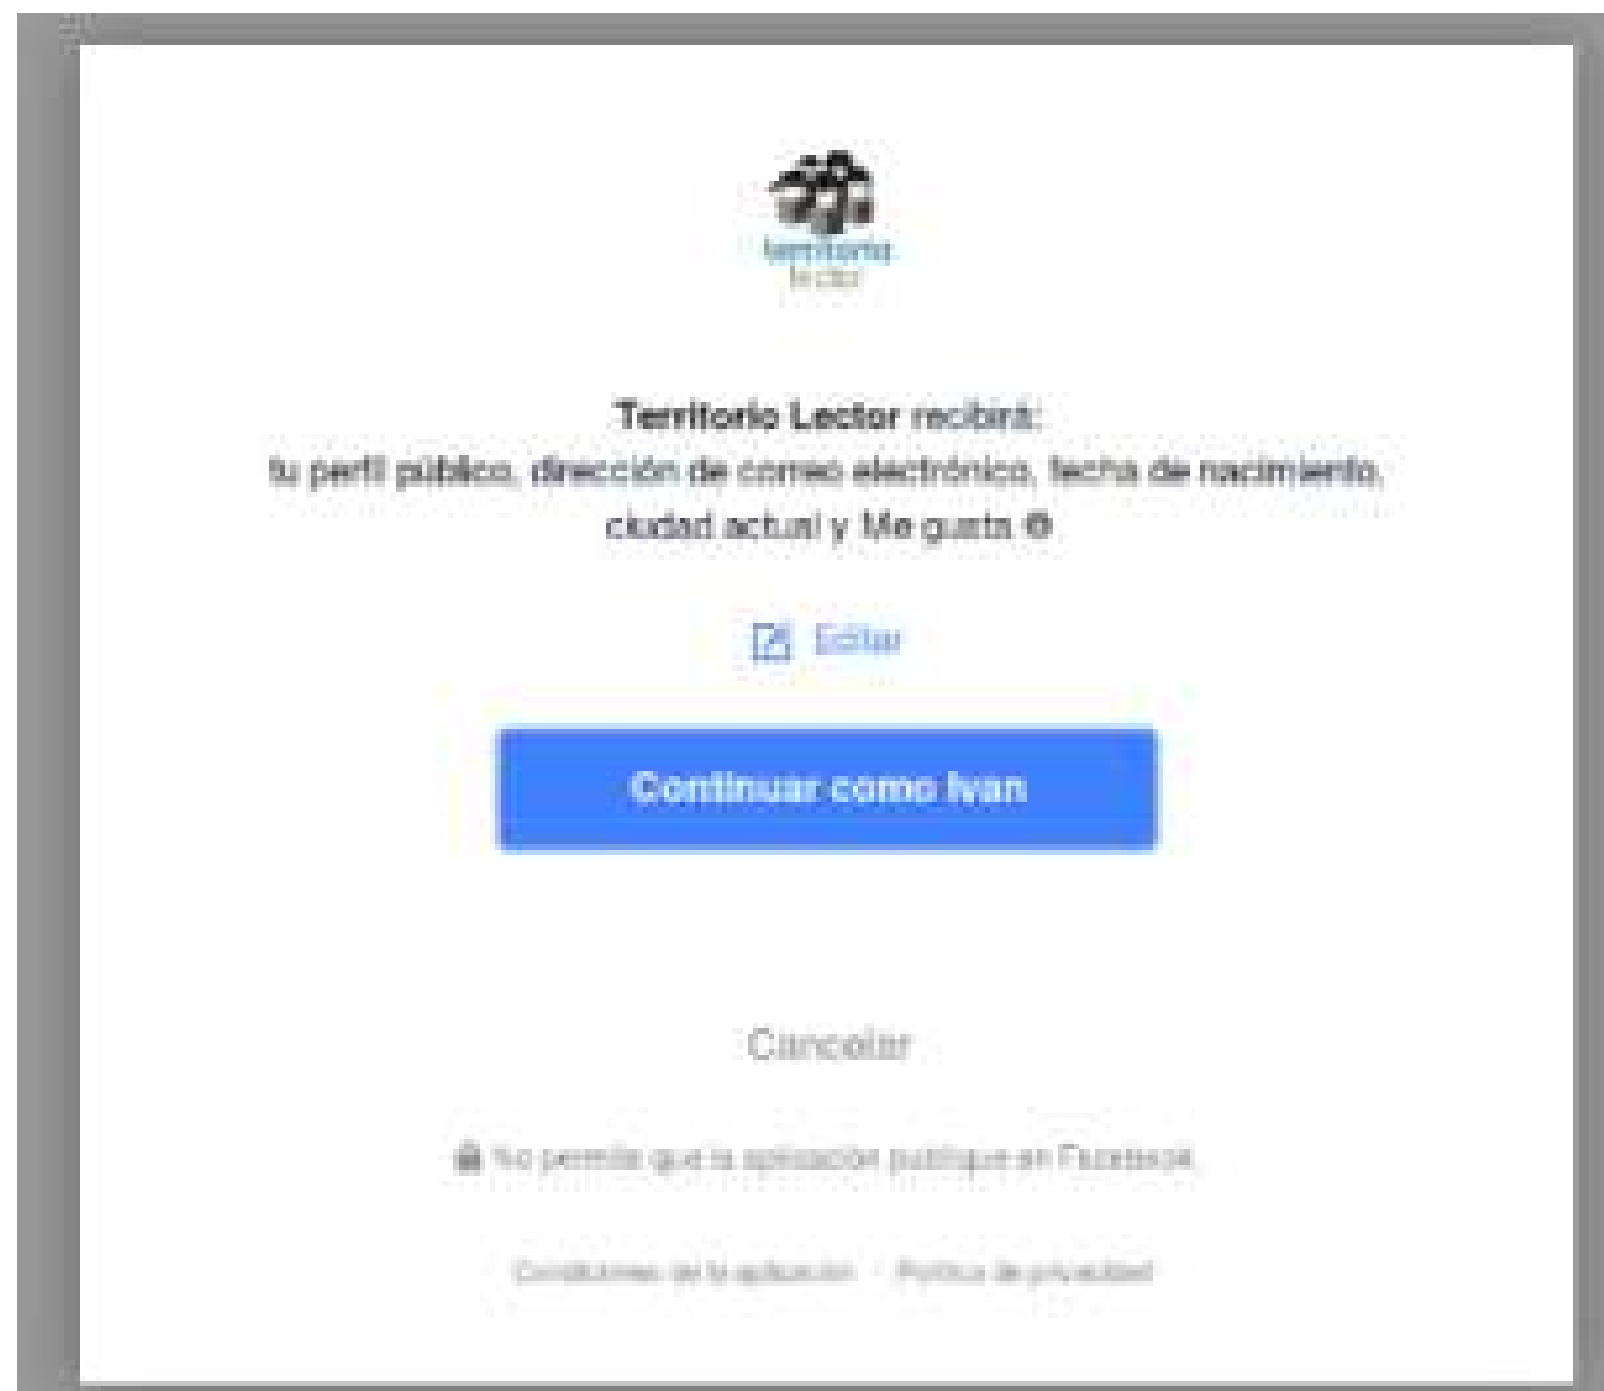 territorio
lector
Territorio Lector recibirá:
tu perfil público, dirección de correo electrónico, fecha de nacimiento,
ciudad actual y Me gusta
Editar
Continuar como Ivan
Cancelar
No permite que la aplicación publique en Facebook.
Condiciones de la aplicación · Política de privacidad